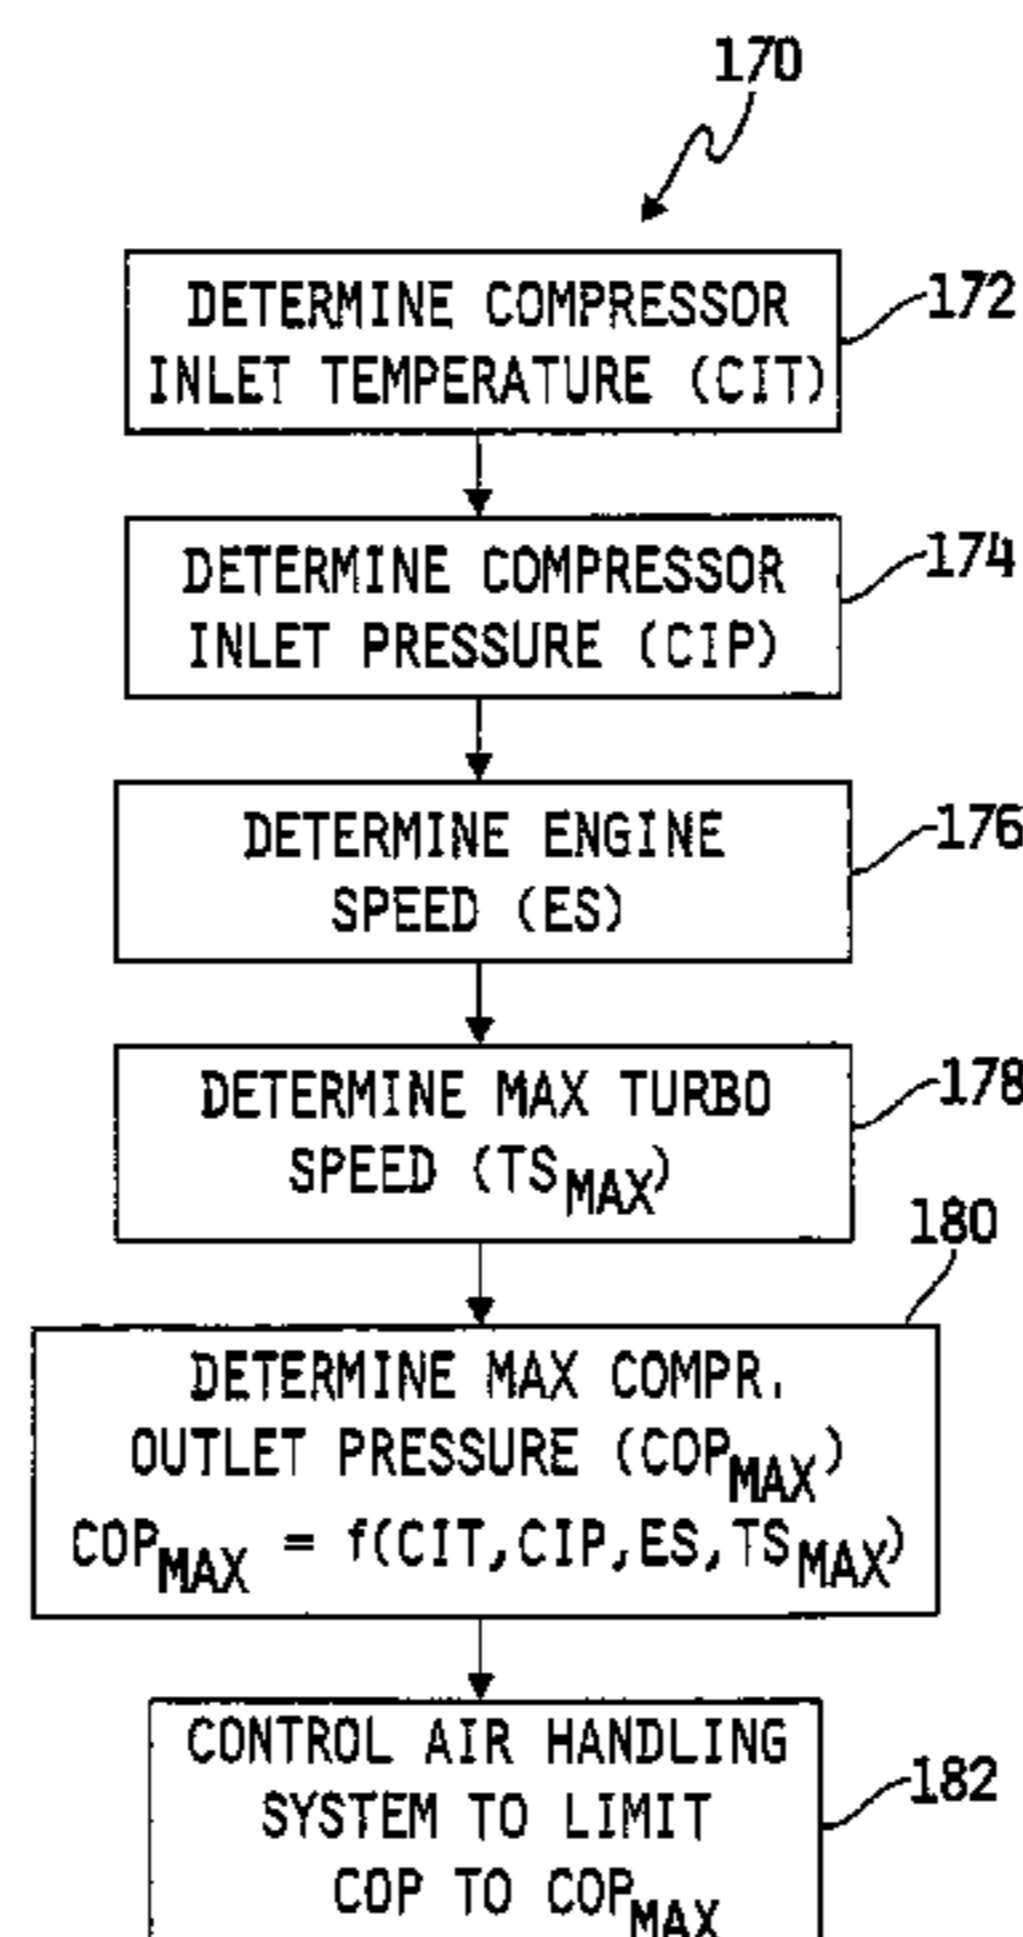 170
DETERMINE COMPRESSOR
INLET TEMPERATURE (CIT)
172
DETERMINE COMPRESSOR
INLET PRESSURE (CIP)
174
DETERMINE ENGINE
SPEED (ES)
176
DETERMINE MAX TURBO
SPEED (TSMAX)
178
180
DETERMINE MAX COMPR.
OUTLET PRESSURE (COPMAX)
COPMAX = f(CIT,CIP,ES,TSMAX)
CONTROL AIR HANDLING
SYSTEM TO LIMIT
COP TO COPMAX
182